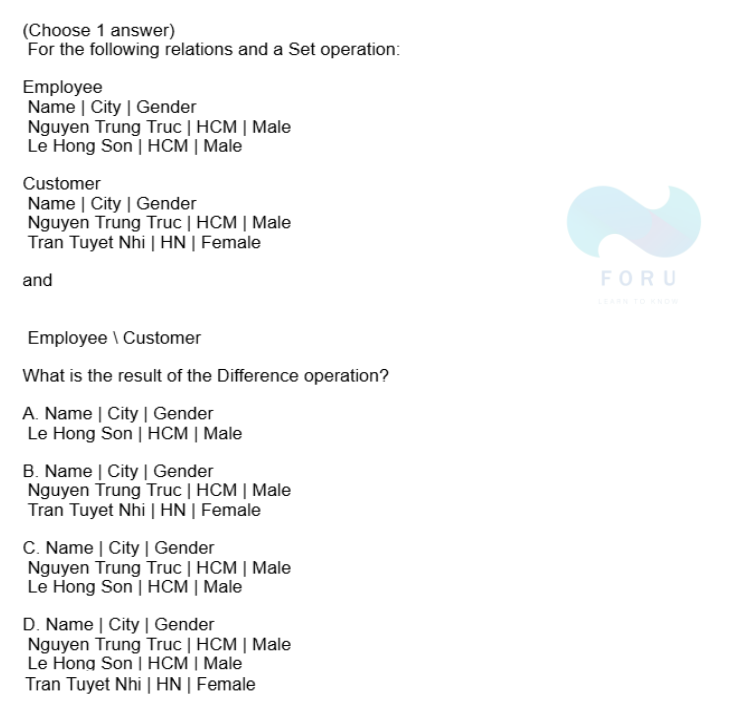 (Choose 1 answer)
For the following relations and a Set operation:
Employee
Name | City | Gender
Nguyen Trung Truc | HCM | Male
Le Hong Son | HCM | Male
Customer
Name | City | Gender
Nguyen Trung Truc | HCM | Male
Tran Tuyet Nhi | HN | Female
FORU
LEARN TO KNOW
and
Employee \ Customer
What is the result of the Difference operation?
A. Name | City | Gender
Le Hong Son | HCM | Male
B. Name | City | Gender
Nguyen Trung Truc | HCM | Male
Tran Tuyet Nhi | HN | Female
C. Name | City | Gender
Nguyen Trung Truc | HCM | Male
Le Hong Son | HCM | Male
D. Name | City | Gender
Nguyen Trung Truc | HCM | Male
Le Hong Son | HCM | Male
Tran Tuyet Nhi | HN | Female